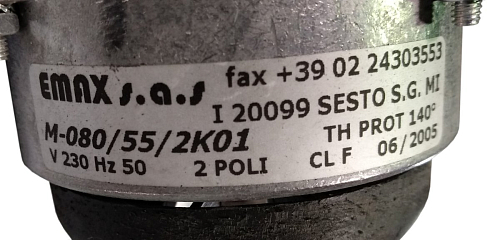 EMAX s.a.s fax +39 02 24303553
I 20099 SESTO S.G. MI
M-080/55/2K01 TH PROT 140°
V 230 Hz 50 2 POLI CL F 06/2005